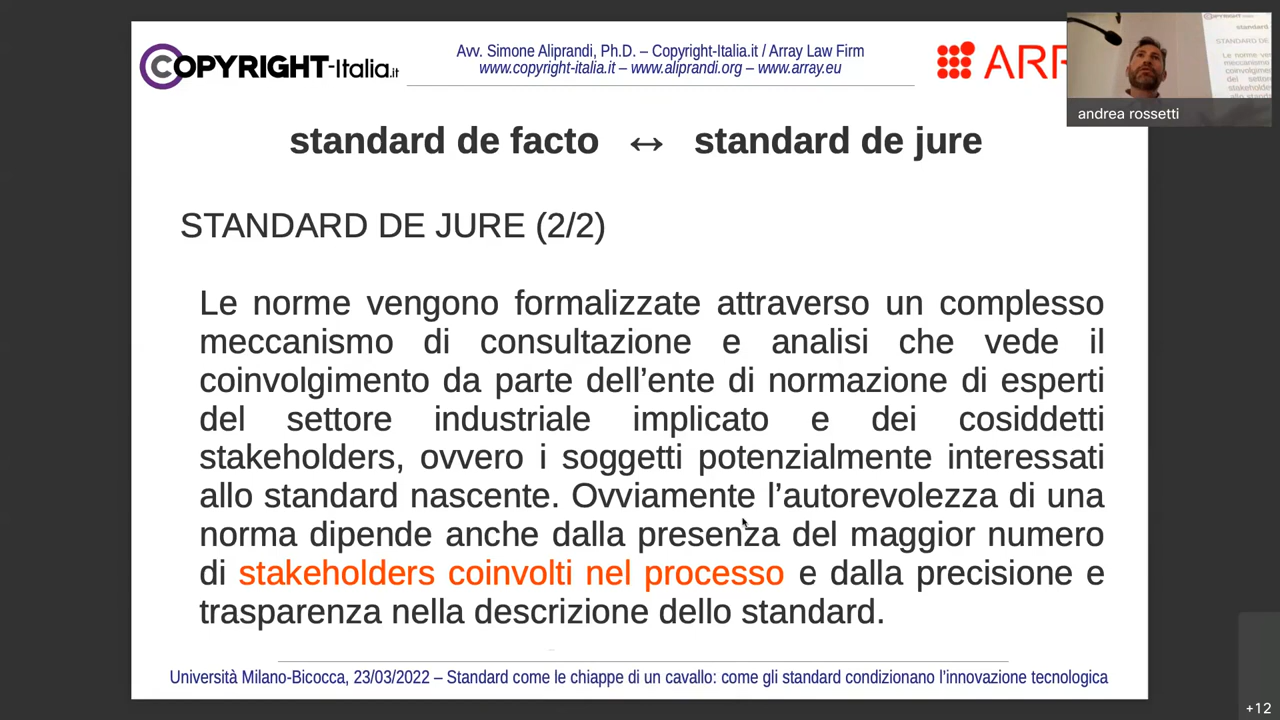 COPYRIGHT-Italia.it
Avv. Simone Aliprandi, Ph.D. – Copyright-Italia.it / Array Law Firm
www.copyright-italia.it – www.aliprandi.org – www.array.eu
ARR
andrea rossetti
standard de facto ↔ standard de jure
STANDARD DE JURE (2/2)
Le norme vengono formalizzate attraverso un complesso
meccanismo di consultazione e analisi che vede il
coinvolgimento da parte dell’ente di normazione di esperti
del settore industriale implicato e dei cosiddetti
stakeholders, ovvero i soggetti potenzialmente interessati
allo standard nascente. Ovviamente l’autorevolezza di una
norma dipende anche dalla presenza del maggior numero
di stakeholders coinvolti nel processo e dalla precisione e
trasparenza nella descrizione dello standard.
Università Milano-Bicocca, 23/03/2022 – Standard come le chiappe di un cavallo: come gli standard condizionano l’innovazione tecnologica
+12